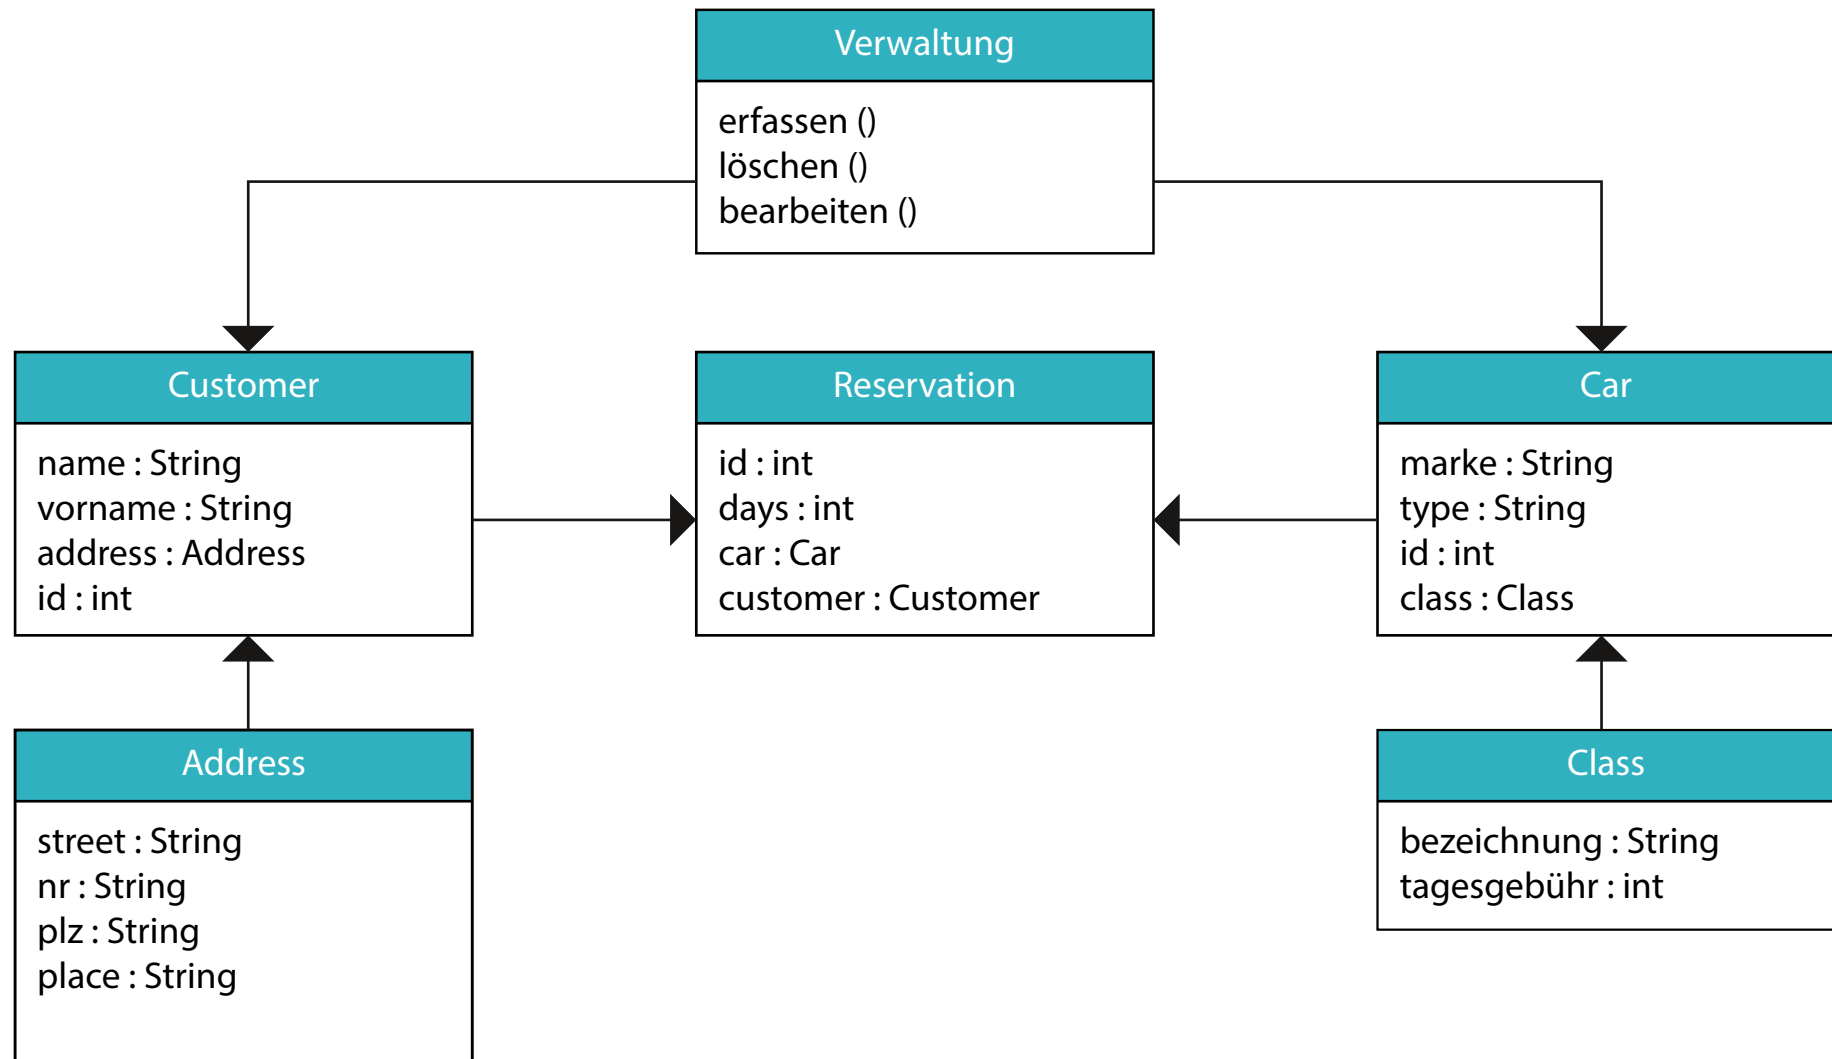 Verwaltung
erfassen ()
löschen ()
bearbeiten ()
Customer
name : String
vorname : String
address : Address
id : int
Reservation
id : int
days : int
car : Car
customer : Customer
Car
marke : String
type : String
id : int
class : Class
Address
street : String
nr : String
plz : String
place : String
Class
bezeichnung : String
tagesgebühr : int